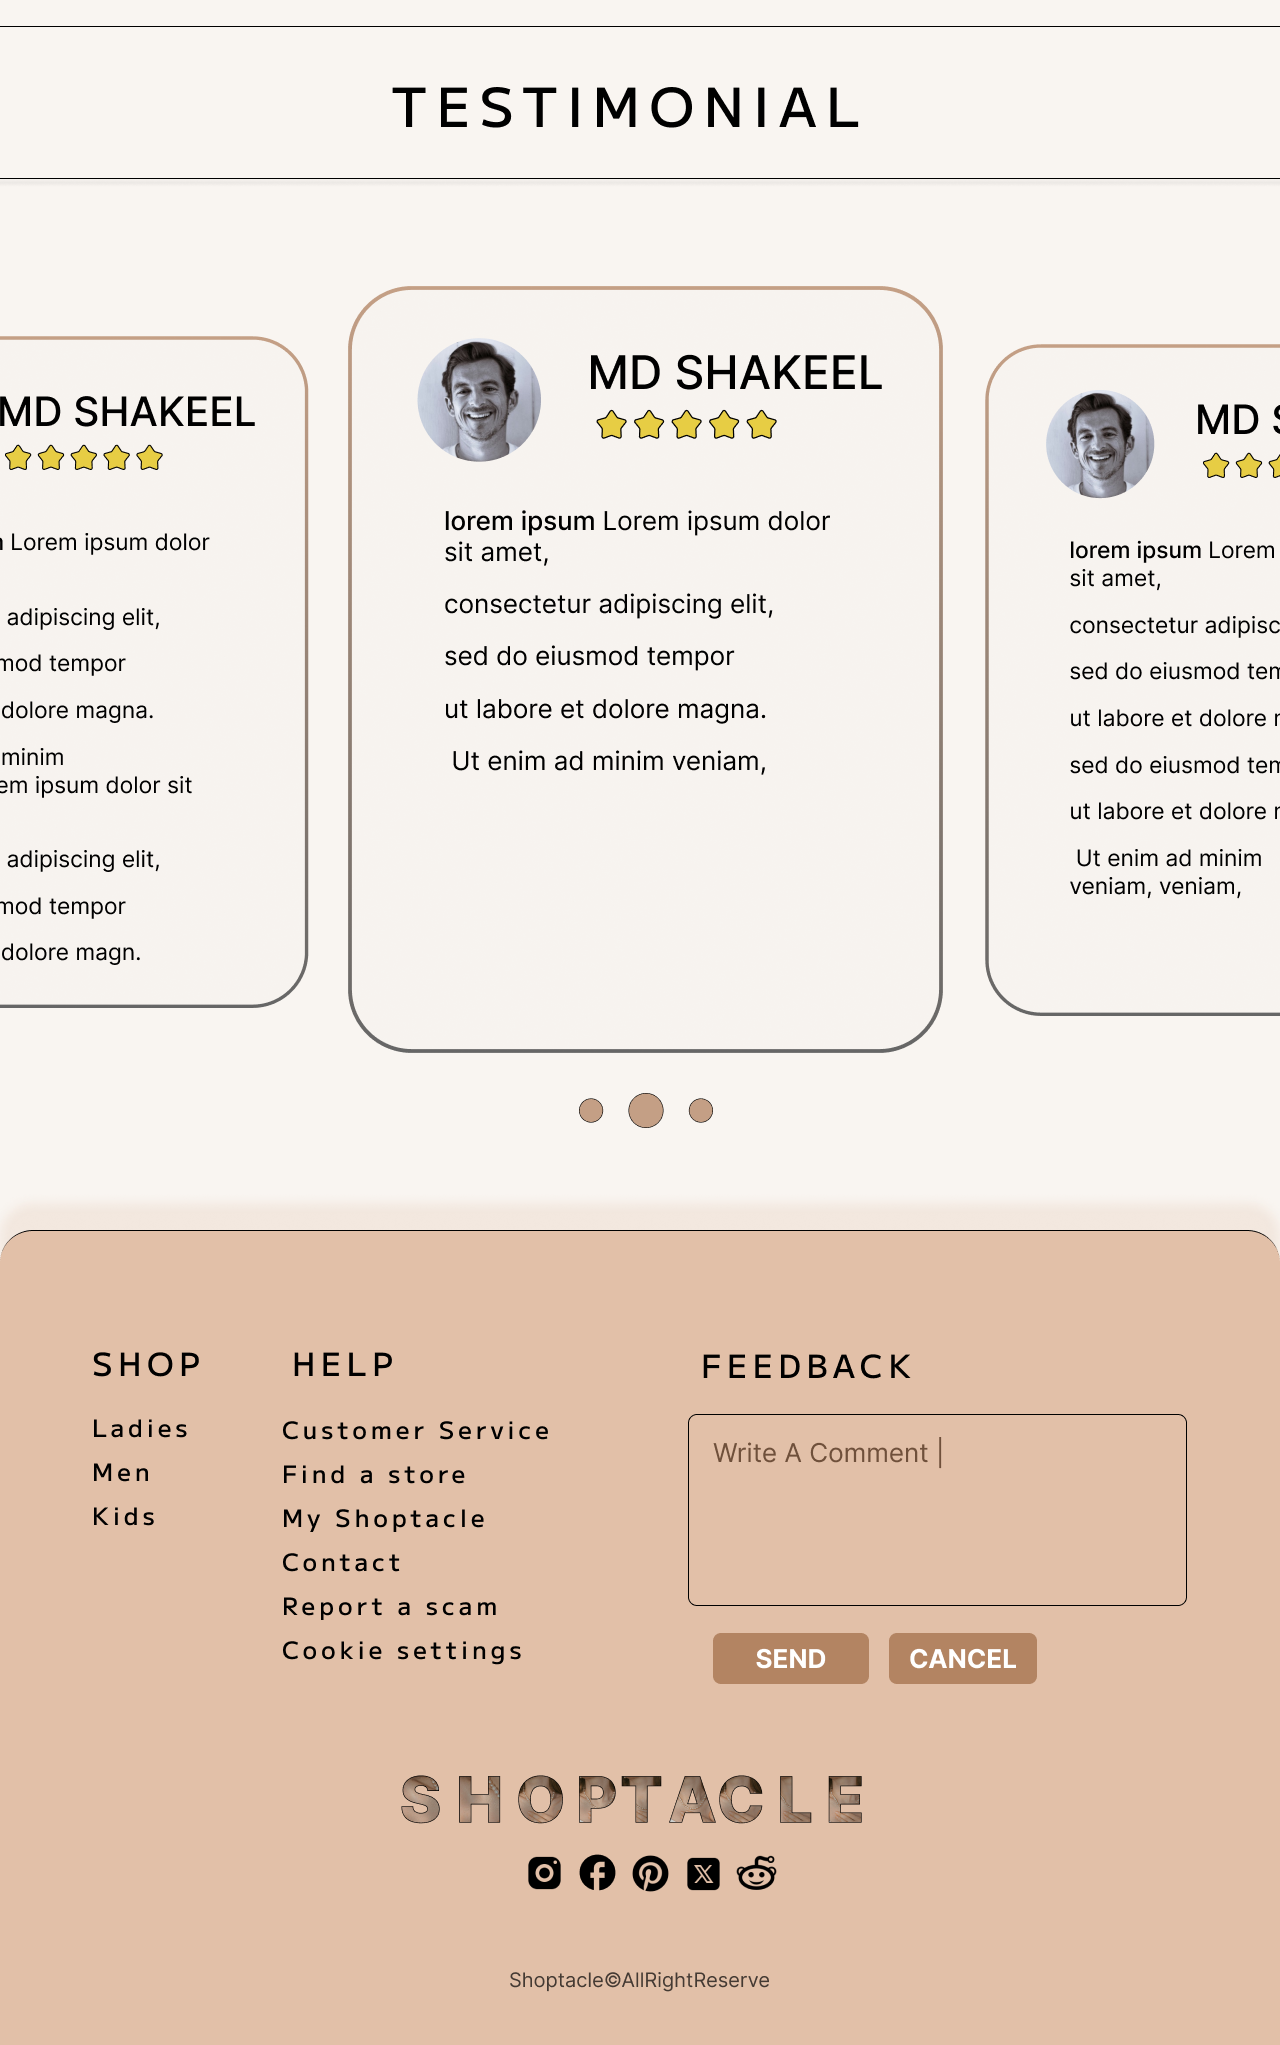 TESTIMONIAL
MD SHAKEEL
Lorem ipsum dolor
adipiscing elit,
mod tempor
dolore magna.
minim
em ipsum dolor sit
adipiscing elit,
mod tempor
dolore magn.
MD SHAKEEL
lorem ipsum Lorem ipsum dolor
sit amet,
consectetur adipiscing elit,
sed do eiusmod tempor
ut labore et dolore magna.
Ut enim ad minim veniam,
MD S
lorem ipsum Lorem
sit amet,
consectetur adipisc
sed do eiusmod tem
ut labore et dolore
sed do eiusmod tem
ut labore et dolore
Ut enim ad minim
veniam, veniam,
SHOP
Ladies
Men
Kids
HELP
Customer Service
Find a store
My Shoptacle
Contact
Report a scam
Cookie settings
FEEDBACK
Write A Comment |
SEND
CANCEL
SHOPTACLE
Shoptacle©AllRightReserve